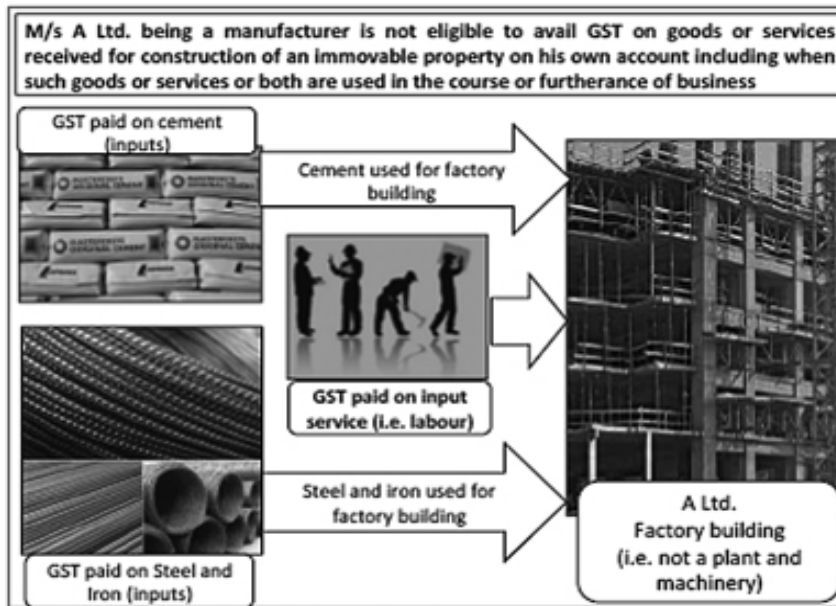 M/s A Ltd. being a manufacturer is not eligible to avail GST on goods or services
received for construction of an immovable property on his own account including when
such goods or services or both are used in the course or furtherance of business
GST paid on cement
(inputs)
Cement used for factory
building
GST paid on input
service (i.e. labour)
Steel and iron used for
factory building
GST paid on Steel and
Iron (inputs)
A Ltd.
Factory building
(i.e. not a plant and
machinery)